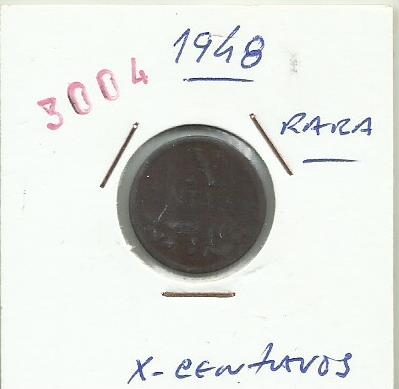 1948
3004
RARA
X-CENTAVOS